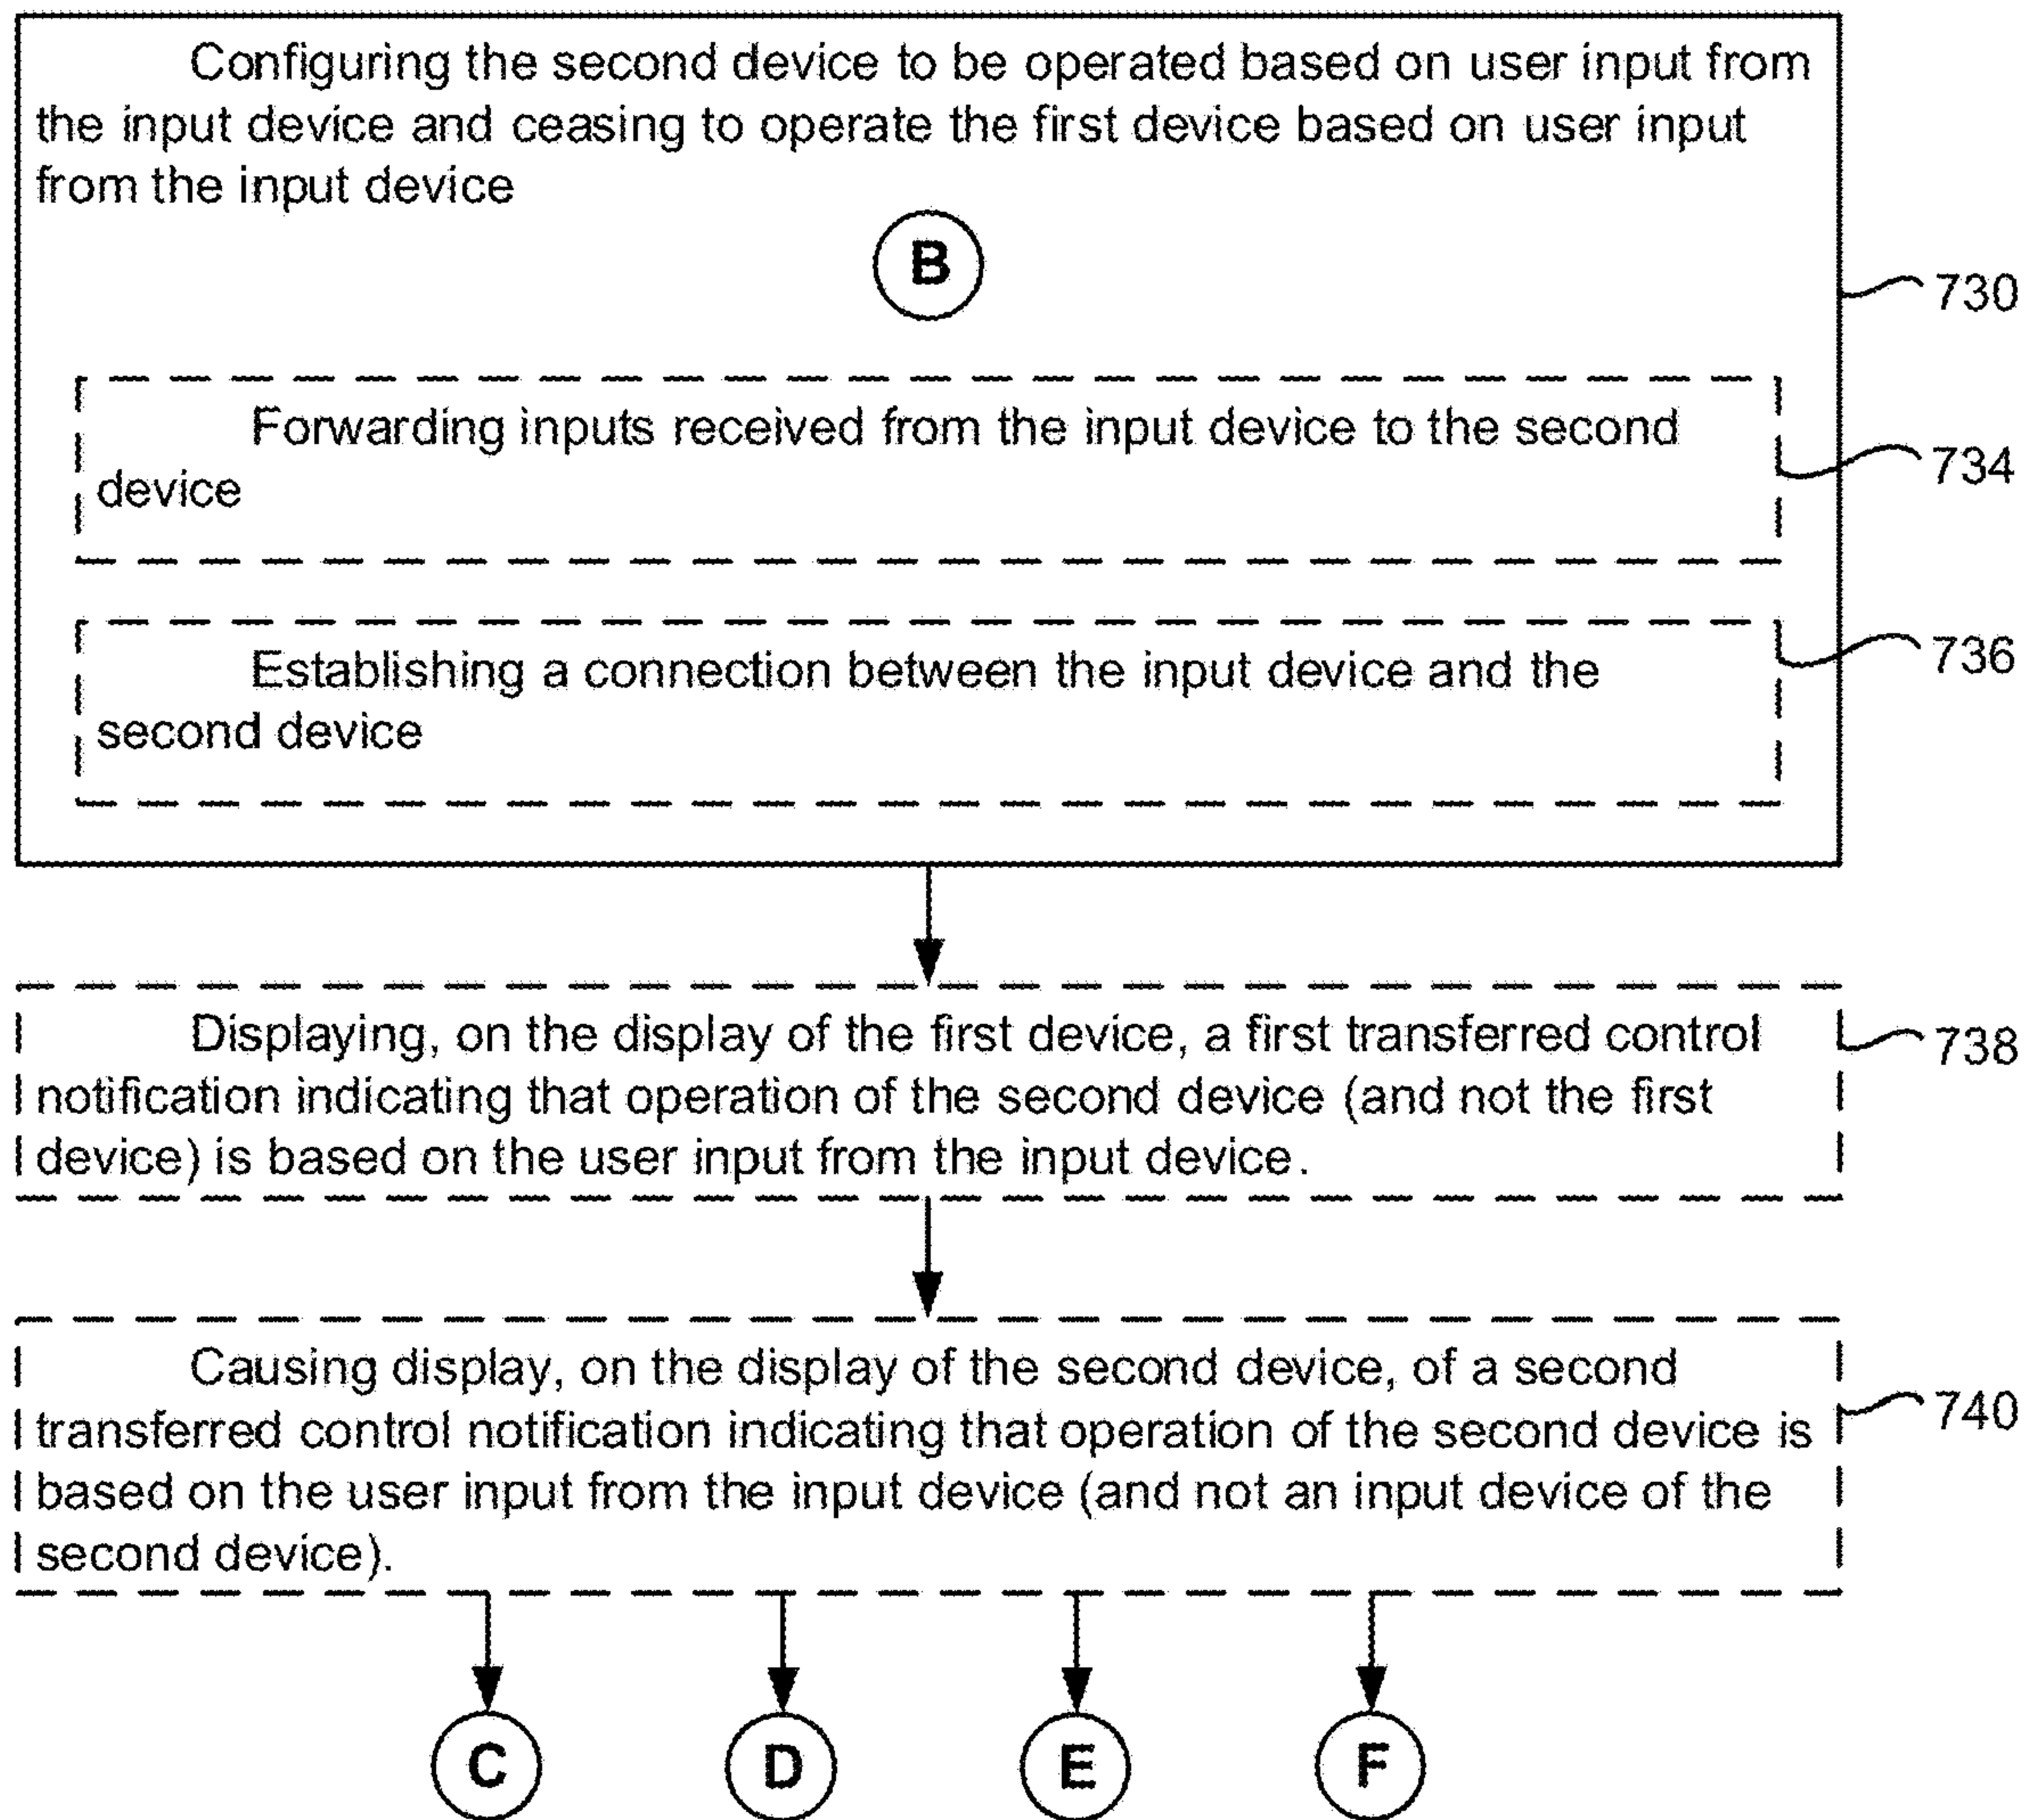 Configuring the second device to be operated based on user input from
the input device and ceasing to operate the first device based on user input
from the input device
B
730
Forwarding inputs received from the input device to the second
device
734
Establishing a connection between the input device and the
second device
736
Displaying, on the display of the first device, a first transferred control
notification indicating that operation of the second device (and not the first
device) is based on the user input from the input device.
738
Causing display, on the display of the second device, of a second
transferred control notification indicating that operation of the second device is
based on the user input from the input device (and not an input device of the
second device).
740
C D E F